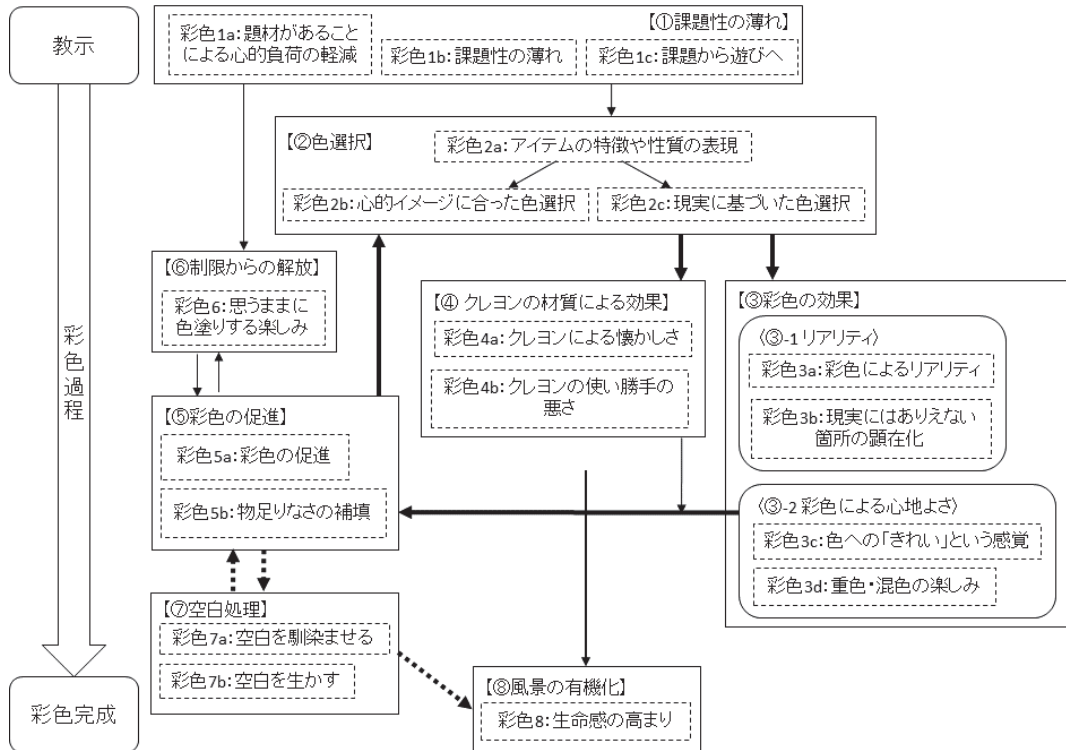 教示
【①課題性の薄れ】
彩色1a:題材があること
による心的負荷の軽減
彩色1b:課題性の薄れ
彩色1c:課題から遊びへ
【②色選択】
彩色2a:アイテムの特徴や性質の表現
彩色2b:心的イメージに合った色選択
彩色2c:現実に基づいた色選択
彩色過程
【⑥制限からの解放】
彩色6:思うままに
色塗りする楽しみ
【④ クレヨンの材質による効果】
彩色4a:クレヨンによる懐かしさ
彩色4b:クレヨンの使い勝手の
悪さ
【③彩色の効果】
〈③-1 リアリティ〉
彩色3a:彩色によるリアリティ
彩色3b:現実にはありえない
箇所の顕在化
【⑤彩色の促進】
彩色5a:彩色の促進
彩色5b:物足りなさの補填
〈③-2 彩色による心地よさ〉
彩色3c:色への「きれい」という感覚
彩色3d:重色・混色の楽しみ
【⑦空白処理】
彩色7a:空白を馴染ませる
彩色7b:空白を生かす
【⑧風景の有機化】
彩色8:生命感の高まり
彩色完成